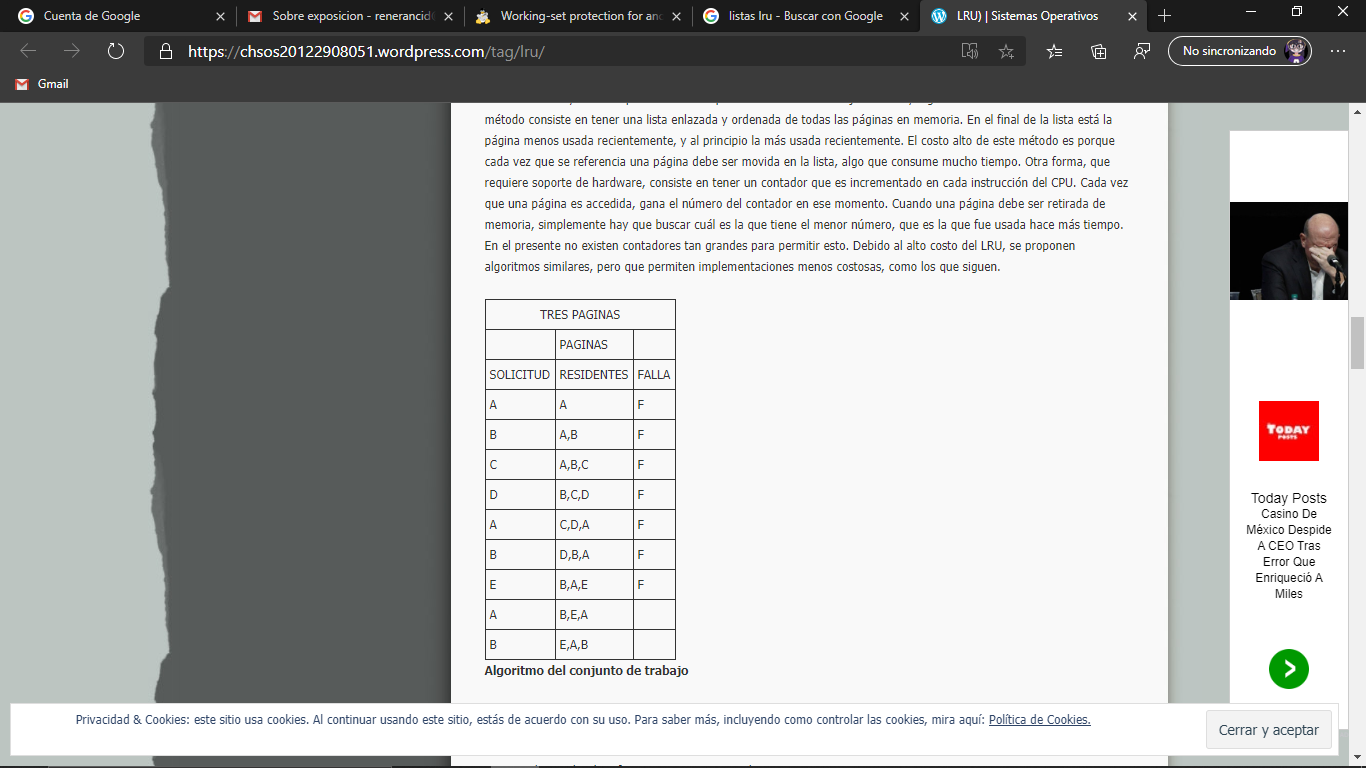 Cuenta de Google
Sobre exposicion - renerancid
Working-set protection for ano
listas lru - Buscar con Google
LRU) | Sistemas Operativos
https://chsos20122908051.wordpress.com/tag/lru/
No sincronizando
Gmail
método consiste en tener una lista enlazada y ordenada de todas las páginas en memoria. En el final de la lista está la
página menos usada recientemente, y al principio la más usada recientemente. El costo alto de este método es porque
cada vez que se referencia una página debe ser movida en la lista, algo que consume mucho tiempo. Otra forma, que
requiere soporte de hardware, consiste en tener un contador que es incrementado en cada instrucción del CPU. Cada vez
que una página es accedida, gana el número del contador en ese momento. Cuando una página debe ser retirada de
memoria, simplemente hay que buscar cuál es la que tiene el menor número, que es la que fue usada hace más tiempo.
En el presente no existen contadores tan grandes para permitir esto. Debido al alto costo del LRU, se proponen
algoritmos similares, pero que permiten implementaciones menos costosas, como los que siguen.
TRES PAGINAS
PAGINAS
SOLICITUD RESIDENTES FALLA
A A F
B A,B F
C A,B,C F
D B,C,D F
A C,D,A F
B D,B,A F
E B,A,E F
A B,E,A
B E,A,B
Algoritmo del conjunto de trabajo
TODAY
POSTS
Today Posts
Casino De
México Despide
A CEO Tras
Error Que
Enriqueció A
Miles
Privacidad & Cookies: este sitio usa cookies. Al continuar usando este sitio, estás de acuerdo con su uso. Para saber más, incluyendo como controlar las cookies, mira aquí: Política de Cookies.
Cerrar y aceptar